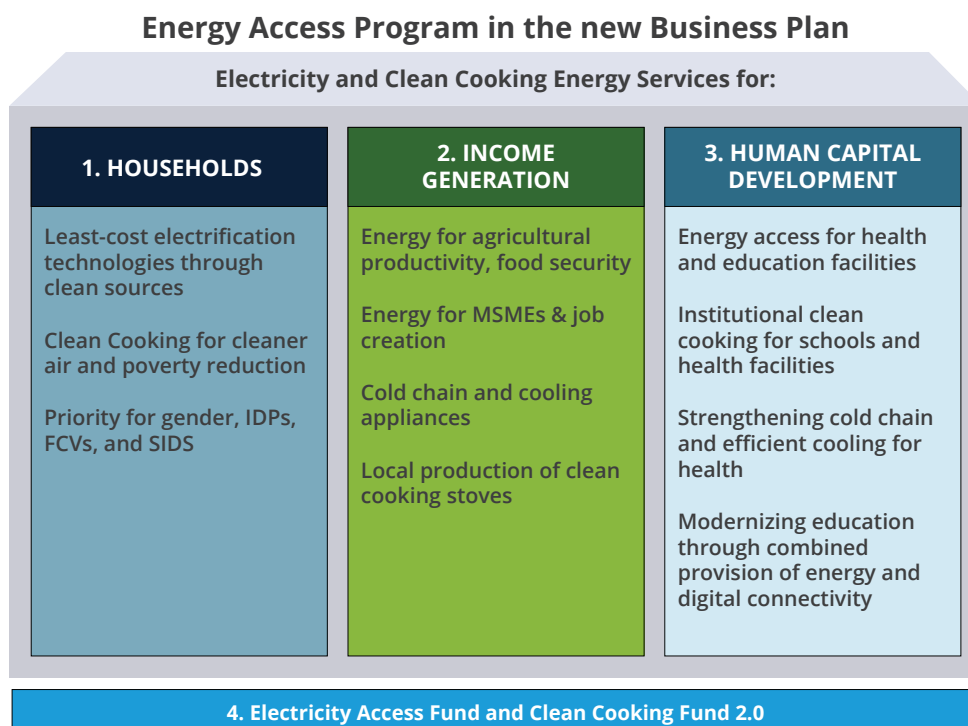 Energy Access Program in the new Business Plan
Electricity and Clean Cooking Energy Services for:
1. HOUSEHOLDS
Least-cost electrification
technologies through
clean sources
Clean Cooking for cleaner
air and poverty reduction
Priority for gender, IDPs,
FCVs, and SIDS
2. INCOME
GENERATION
Energy for agricultural
productivity, food security
Energy for MSMEs & job
creation
Cold chain and cooling
appliances
Local production of clean
cooking stoves
3. HUMAN CAPITAL
DEVELOPMENT
Energy access for health
and education facilities
Institutional clean
cooking for schools and
health facilities
Strengthening cold chain
and efficient cooling for
health
Modernizing education
through combined
provision of energy and
digital connectivity
4. Electricity Access Fund and Clean Cooking Fund 2.0